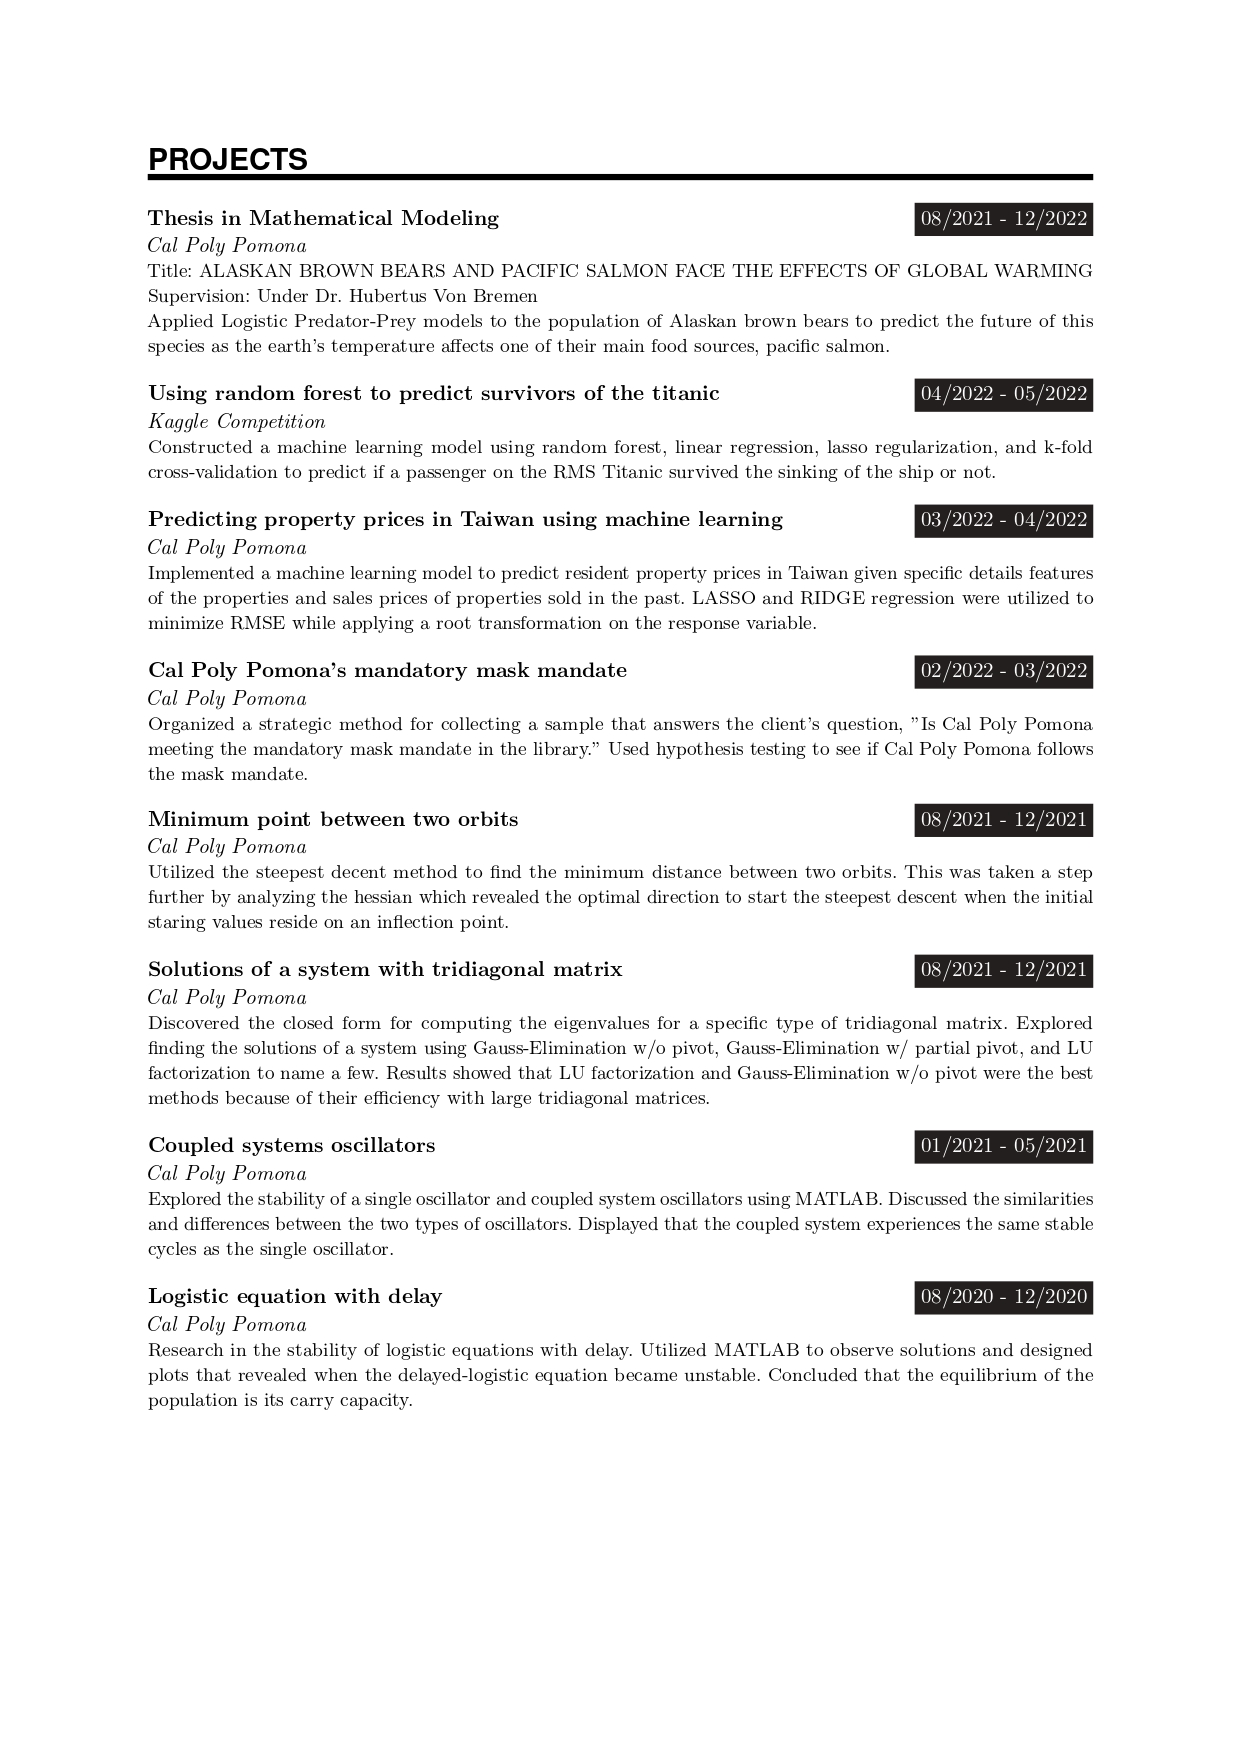 PROJECTS
Thesis in Mathematical Modeling 08/2021 - 12/2022
Cal Poly Pomona
Title: ALASKAN BROWN BEARS AND PACIFIC SALMON FACE THE EFFECTS OF GLOBAL WARMING
Supervision: Under Dr. Hubertus Von Bremen
Applied Logistic Predator-Prey models to the population of Alaskan brown bears to predict the future of this
species as the earth's temperature affects one of their main food sources, pacific salmon.
Using random forest to predict survivors of the titanic 04/2022 - 05/2022
Kaggle Competition
Constructed a machine learning model using random forest, linear regression, lasso regularization, and k-fold
cross-validation to predict if a passenger on the RMS Titanic survived the sinking of the ship or not.
Predicting property prices in Taiwan using machine learning 03/2022 - 04/2022
Cal Poly Pomona
Implemented a machine learning model to predict resident property prices in Taiwan given specific details features
of the properties and sales prices of properties sold in the past. LASSO and RIDGE regression were utilized to
minimize RMSE while applying a root transformation on the response variable.
Cal Poly Pomona's mandatory mask mandate 02/2022 - 03/2022
Cal Poly Pomona
Organized a strategic method for collecting a sample that answers the client's question, ”Is Cal Poly Pomona
meeting the mandatory mask mandate in the library.” Used hypothesis testing to see if Cal Poly Pomona follows
the mask mandate.
Minimum point between two orbits 08/2021 - 12/2021
Cal Poly Pomona
Utilized the steepest decent method to find the minimum distance between two orbits. This was taken a step
further by analyzing the hessian which revealed the optimal direction to start the steepest descent when the initial
staring values reside on an inflection point.
Solutions of a system with tridiagonal matrix 08/2021 - 12/2021
Cal Poly Pomona
Discovered the closed form for computing the eigenvalues for a specific type of tridiagonal matrix. Explored
finding the solutions of a system using Gauss-Elimination w/o pivot, Gauss-Elimination w/ partial pivot, and LU
factorization to name a few. Results showed that LU factorization and Gauss-Elimination w/o pivot were the best
methods because of their efficiency with large tridiagonal matrices.
Coupled systems oscillators 01/2021 - 05/2021
Cal Poly Pomona
Explored the stability of a single oscillator and coupled system oscillators using MATLAB. Discussed the similarities
and differences between the two types of oscillators. Displayed that the coupled system experiences the same stable
cycles as the single oscillator.
Logistic equation with delay 08/2020 - 12/2020
Cal Poly Pomona
Research in the stability of logistic equations with delay. Utilized MATLAB to observe solutions and designed
plots that revealed when the delayed-logistic equation became unstable. Concluded that the equilibrium of the
population is its carry capacity.